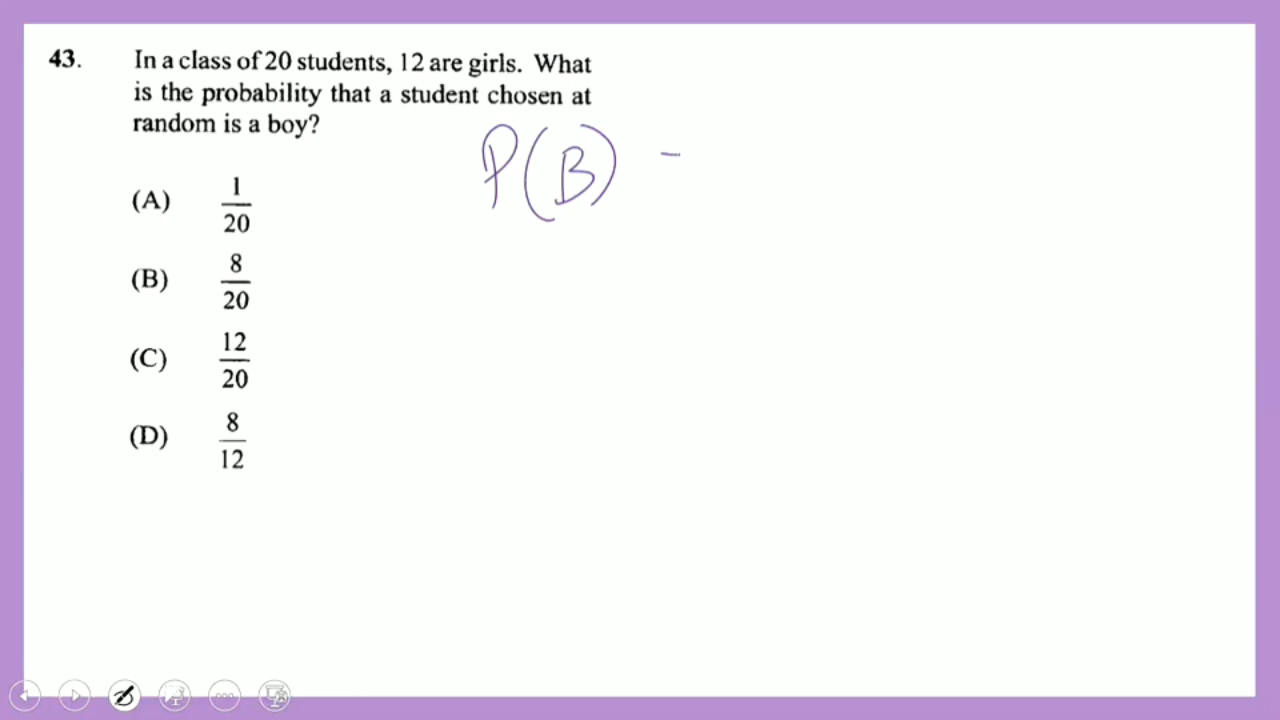 43. In a class of 20 students, 12 are girls. What
is the probability that a student chosen at
random is a boy?
P(B) -
(A) 1/20
(B) 8/20
(C) 12/20
(D) 8/12